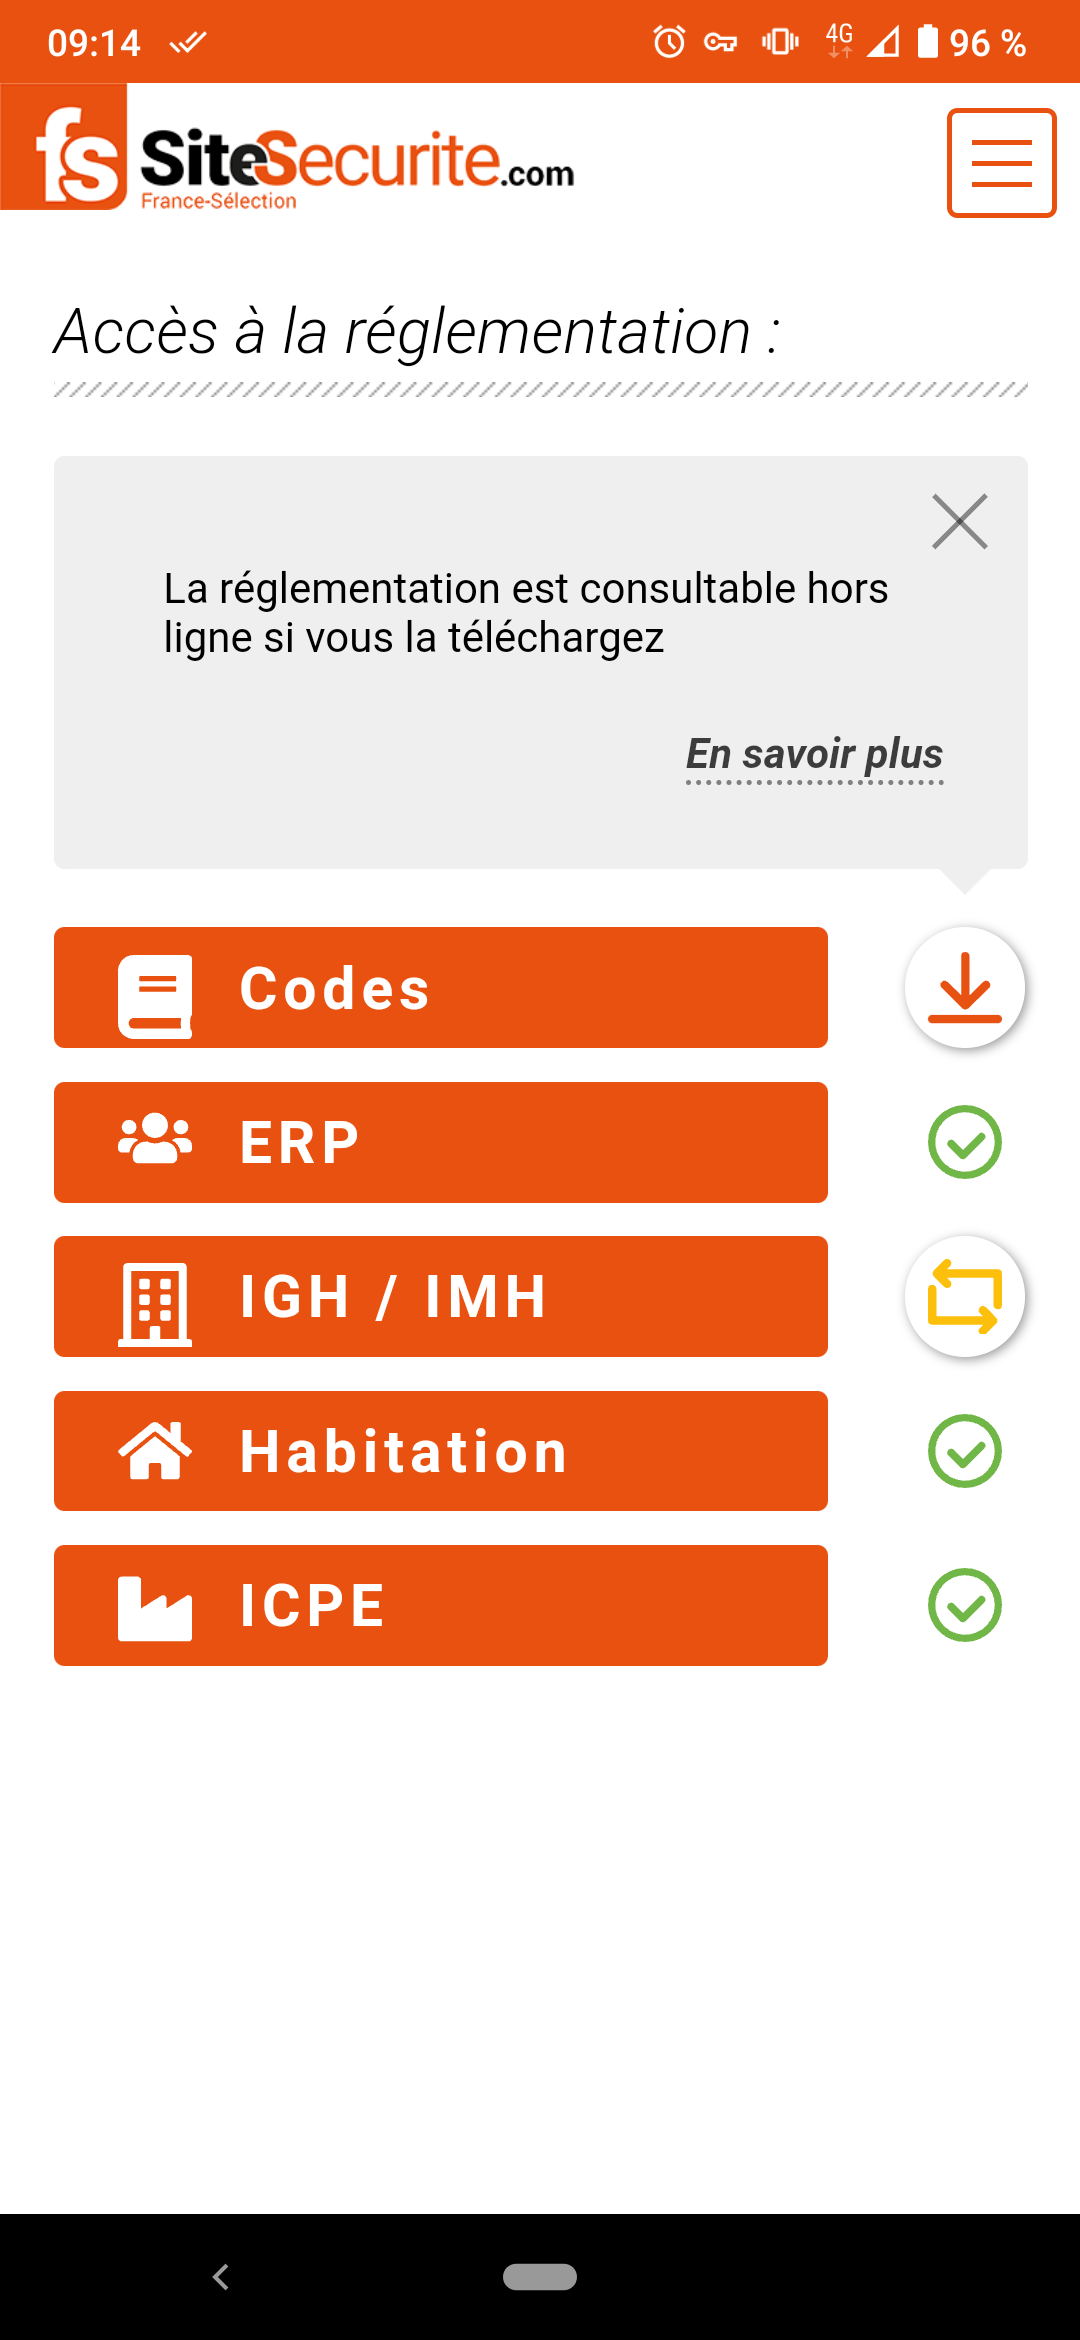 09:14
4G
96 %
fs
SiteSecurite.com
France-Sélection
Accès à la réglementation :
La réglementation est consultable hors
ligne si vous la téléchargez
En savoir plus
Codes
ERP
IGH / IMH
Habitation
ICPE